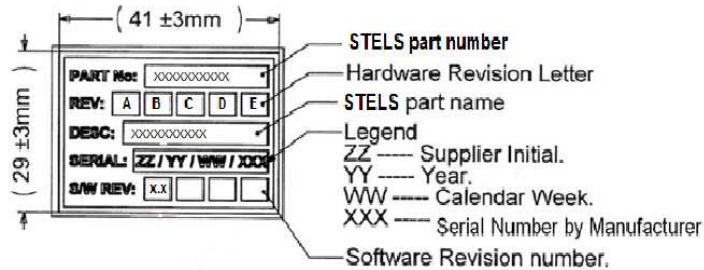 ( 41 ±3mm )
( 29 ±3mm )
PART No: XXXXXXXXXX
REV: A B C D E
DESC: XXXXXXXXXX
SERIAL: ZZ / YY / WW / XXX
S/W REV: X.X
STELS part number
Hardware Revision Letter
STELS part name
Legend
ZZ ----- Supplier Initial.
YY ----- Year.
WW ----- Calendar Week.
XXX ---- Serial Number by Manufacturer
Software Revision number.